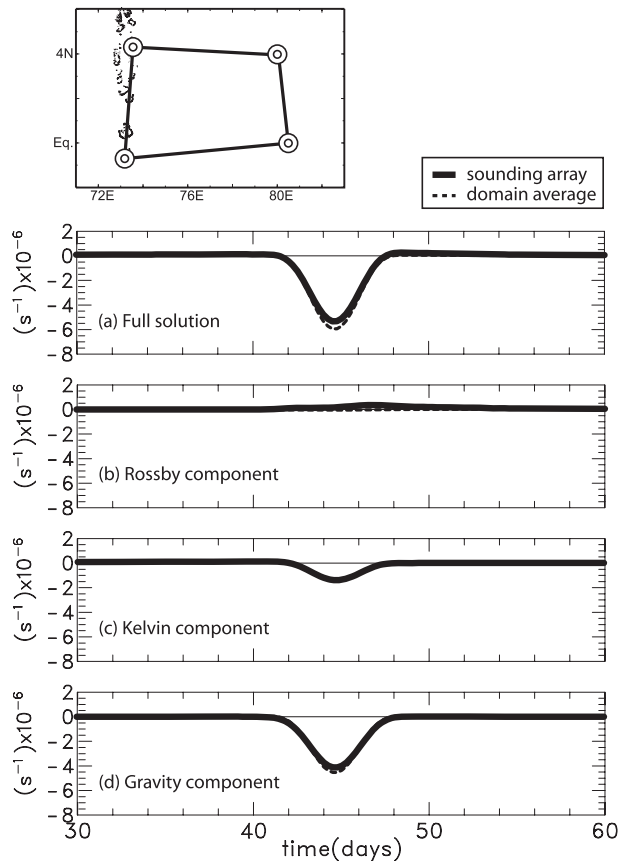 4N
Eq.
72E 76E 80E
sounding array
domain average
2
0
-2
-4
-6
-8
(s⁻¹)x10⁻⁶
(a) Full solution
2
0
-2
-4
-6
-8
(s⁻¹)x10⁻⁶
(b) Rossby component
2
0
-2
-4
-6
-8
(s⁻¹)x10⁻⁶
(c) Kelvin component
2
0
-2
-4
-6
-8
(s⁻¹)x10⁻⁶
(d) Gravity component
30 40 50 60
time(days)